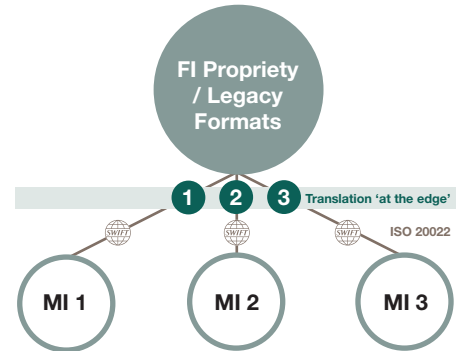 FI Propriety
/ Legacy
Formats
1 2 3 Translation ‘at the edge’
ISO 20022
SWIFT SWIFT SWIFT
MI 1 MI 2 MI 3